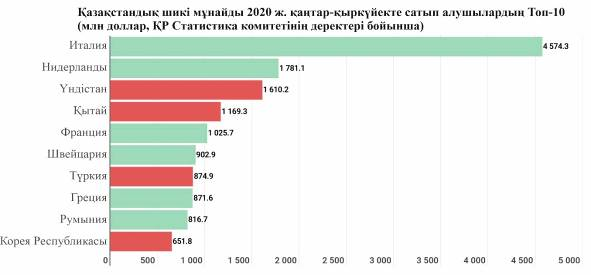 Қазақстандық шикі мұнайды 2020 ж. қаңтар-қыркүйекте сатып алушылардың Топ-10
(млн доллар, ҚР Статистика комитетінің деректері бойынша)
Италия 4 574.3
Нидерланды 1 781.1
Үндістан 1 610.2
Қытай 1 169.3
Франция 1 025.7
Швейцария 902.9
Түркия 874.9
Греция 871.6
Румыния 816.7
Корея Республикасы 651.8
0 500 1 000 1 500 2 000 2 500 3 000 3 500 4 000 4 500 5 000